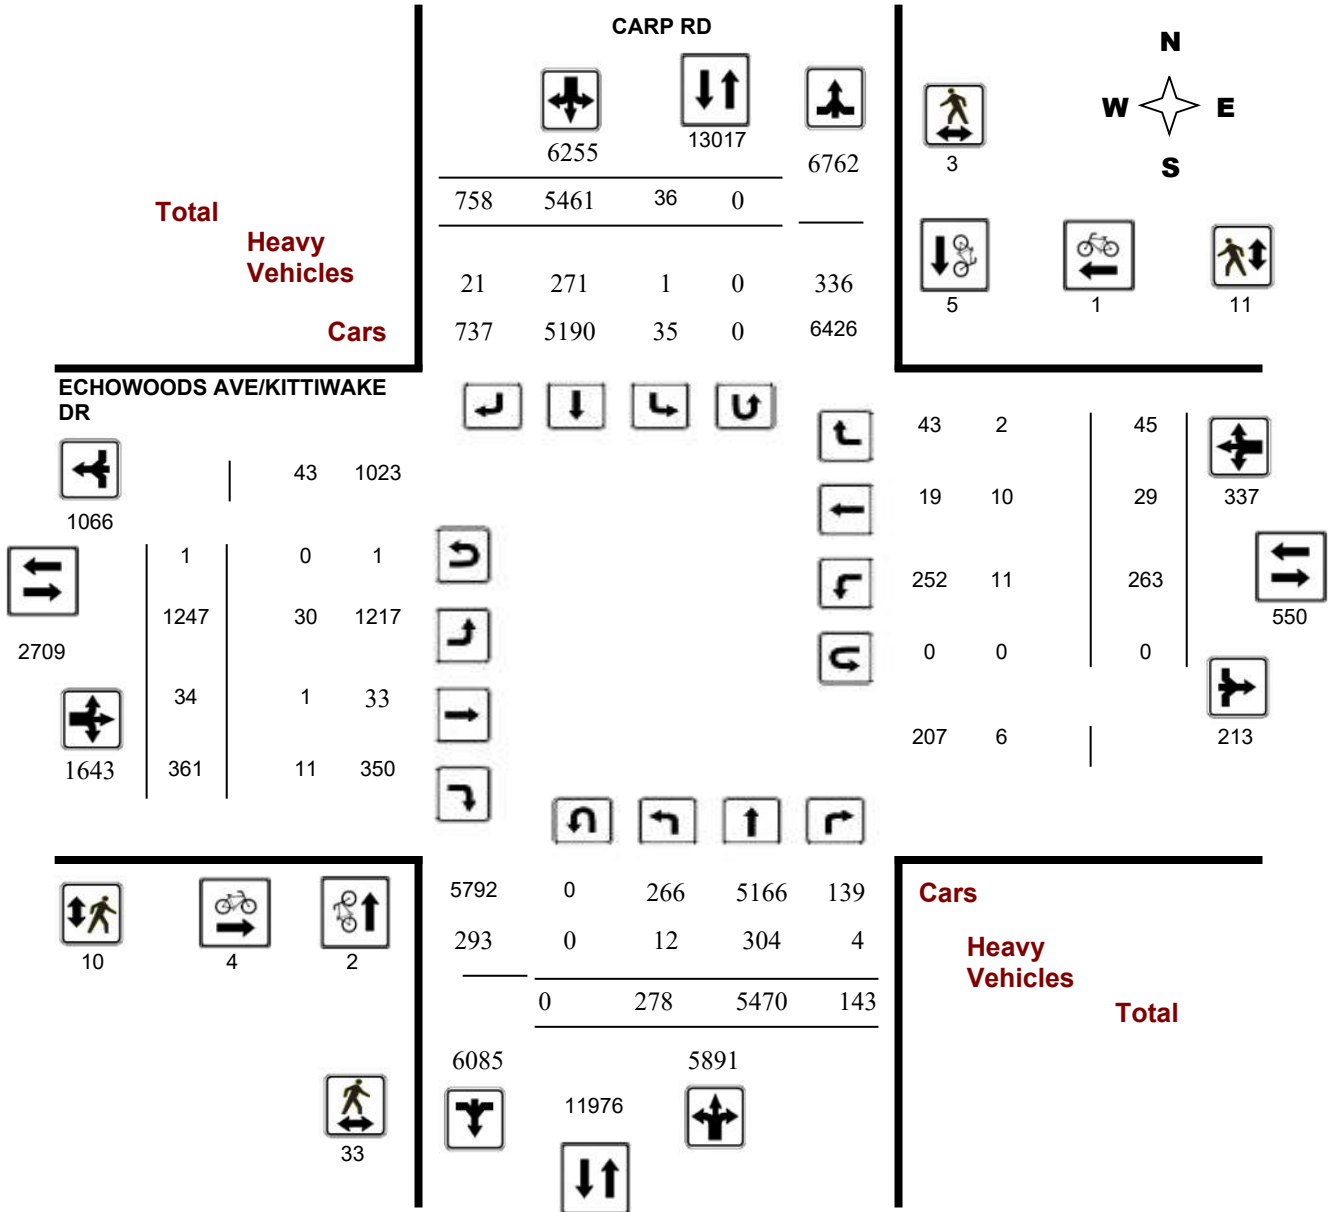 CARP RD
N
W E
S
6255 13017 6762 3
758 5461 36 0
Total
Heavy
Vehicles
21 271 1 0 336
5 1 11
Cars 737 5190 35 0 6426
ECHOWOODS AVE/KITTIWAKE
DR
43 2 45
43 1023
19 10 29 337
1066
1 0 1
252 11 263
1247 30 1217
550
2709
0 0 0
34 1 33
207 6 213
1643 361 11 350
5792 0 266 5166 139 Cars
293 0 12 304 4 Heavy
Vehicles
10 4 2
0 278 5470 143 Total
6085 5891
11976
33